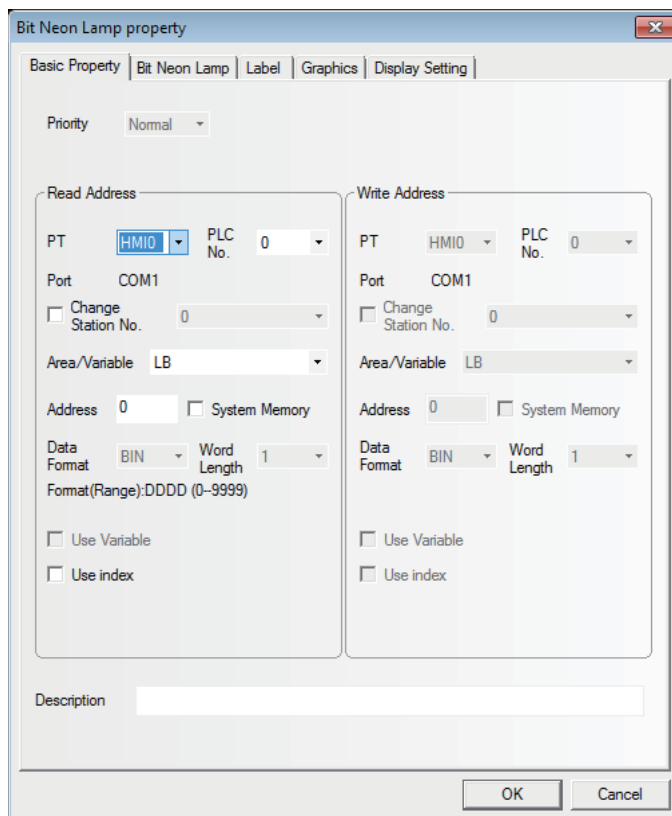 Bit Neon Lamp property
Basic Property Bit Neon Lamp Label Graphics Display Setting
Priority Normal
Read Address
PT HMI0 PLC No. 0
Port COM1
Change Station No. 0
Area/Variable LB
Address 0 System Memory
Data Format BIN Word Length 1
Format(Range):DDDD (0--9999)
Use Variable
Use index
Write Address
PT HMI0 PLC No. 0
Port COM1
Change Station No. 0
Area/Variable LB
Address 0 System Memory
Data Format BIN Word Length 1
Use Variable
Use index
Description
OK Cancel